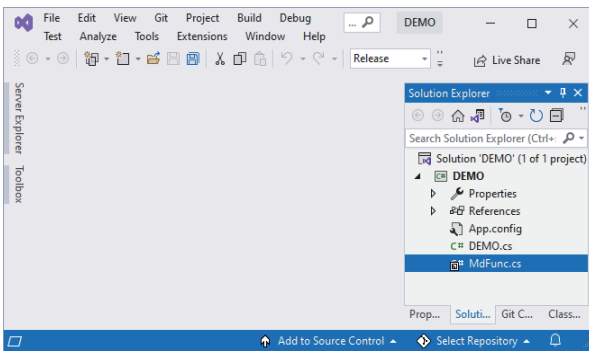 File Edit View Git Project Build Debug ... DEMO
Test Analyze Tools Extensions Window Help
Release Live Share
Server Explorer
Toolbox
Solution Explorer
Search Solution Explorer (Ctrl+
Solution 'DEMO' (1 of 1 project)
C# DEMO
Properties
References
App.config
C# DEMO.cs
MdFunc.cs
Prop... Soluti... Git C... Class...
Add to Source Control Select Repository